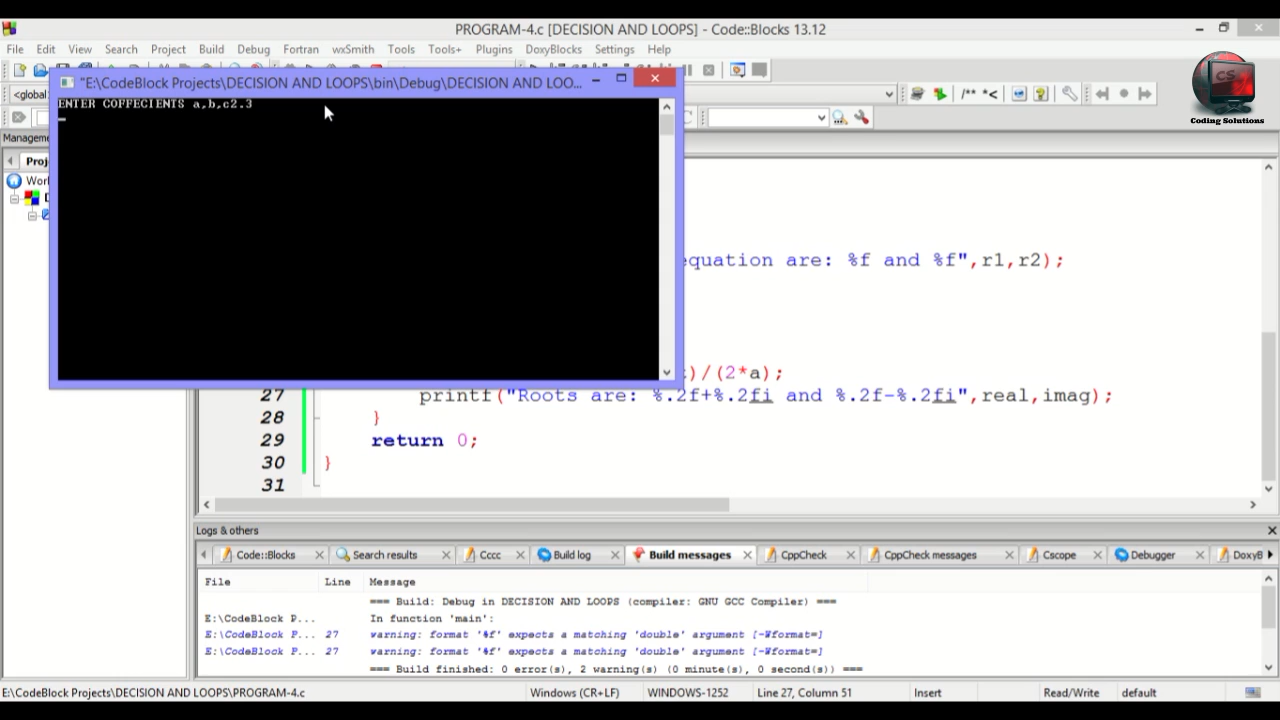 PROGRAM-4.c [DECISION AND LOOPS] - Code::Blocks 13.12
File Edit View Search Project Build Debug Fortran wxSmith Tools Tools+ Plugins DoxyBlocks Settings Help
"E:\CodeBlock Projects\DECISION AND LOOPS\bin\Debug\DECISION AND LOO...
<global
/** *<
CS
Coding Solutions
ENTER COFFECIENTS a,b,c2.3
Manageme
Proj
Worl
equation are: %f and %f",r1,r2);
)/(2*a);
27 printf("Roots are: %.2f+%.2fi and %.2f-%.2fi",real,imag);
28 }
29 return 0;
30 }
31
Logs & others
Code::Blocks Search results Cccc Build log Build messages CppCheck CppCheck messages Cscope Debugger DoxyB
File Line Message
=== Build: Debug in DECISION AND LOOPS (compiler: GNU GCC Compiler) ===
E:\CodeBlock P... In function 'main':
E:\CodeBlock P... 27 warning: format '%f' expects a matching 'double' argument [-Wformat=]
E:\CodeBlock P... 27 warning: format '%f' expects a matching 'double' argument [-Wformat=]
=== Build finished: 0 error(s), 2 warning(s) (0 minute(s), 0 second(s)) ===
E:\CodeBlock Projects\DECISION AND LOOPS\PROGRAM-4.c Windows (CR+LF) WINDOWS-1252 Line 27, Column 51 Insert Read/Write default